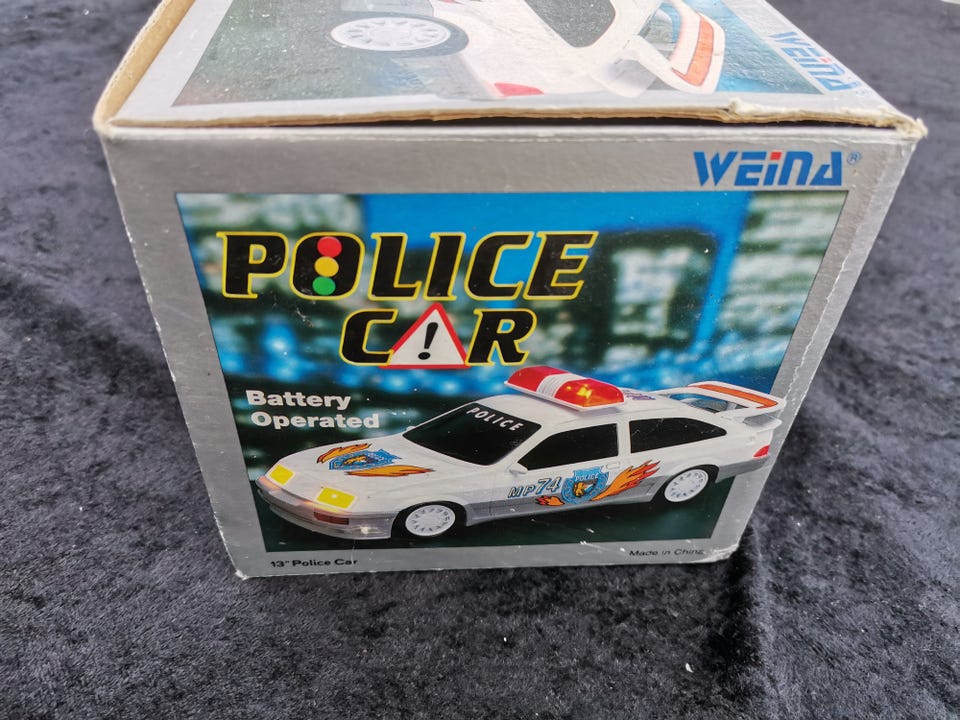 WEINA
WEINA®
POLICE
CAR
!
Battery
Operated
POLICE
MP74
POLICE
13" Police Car
Made in China